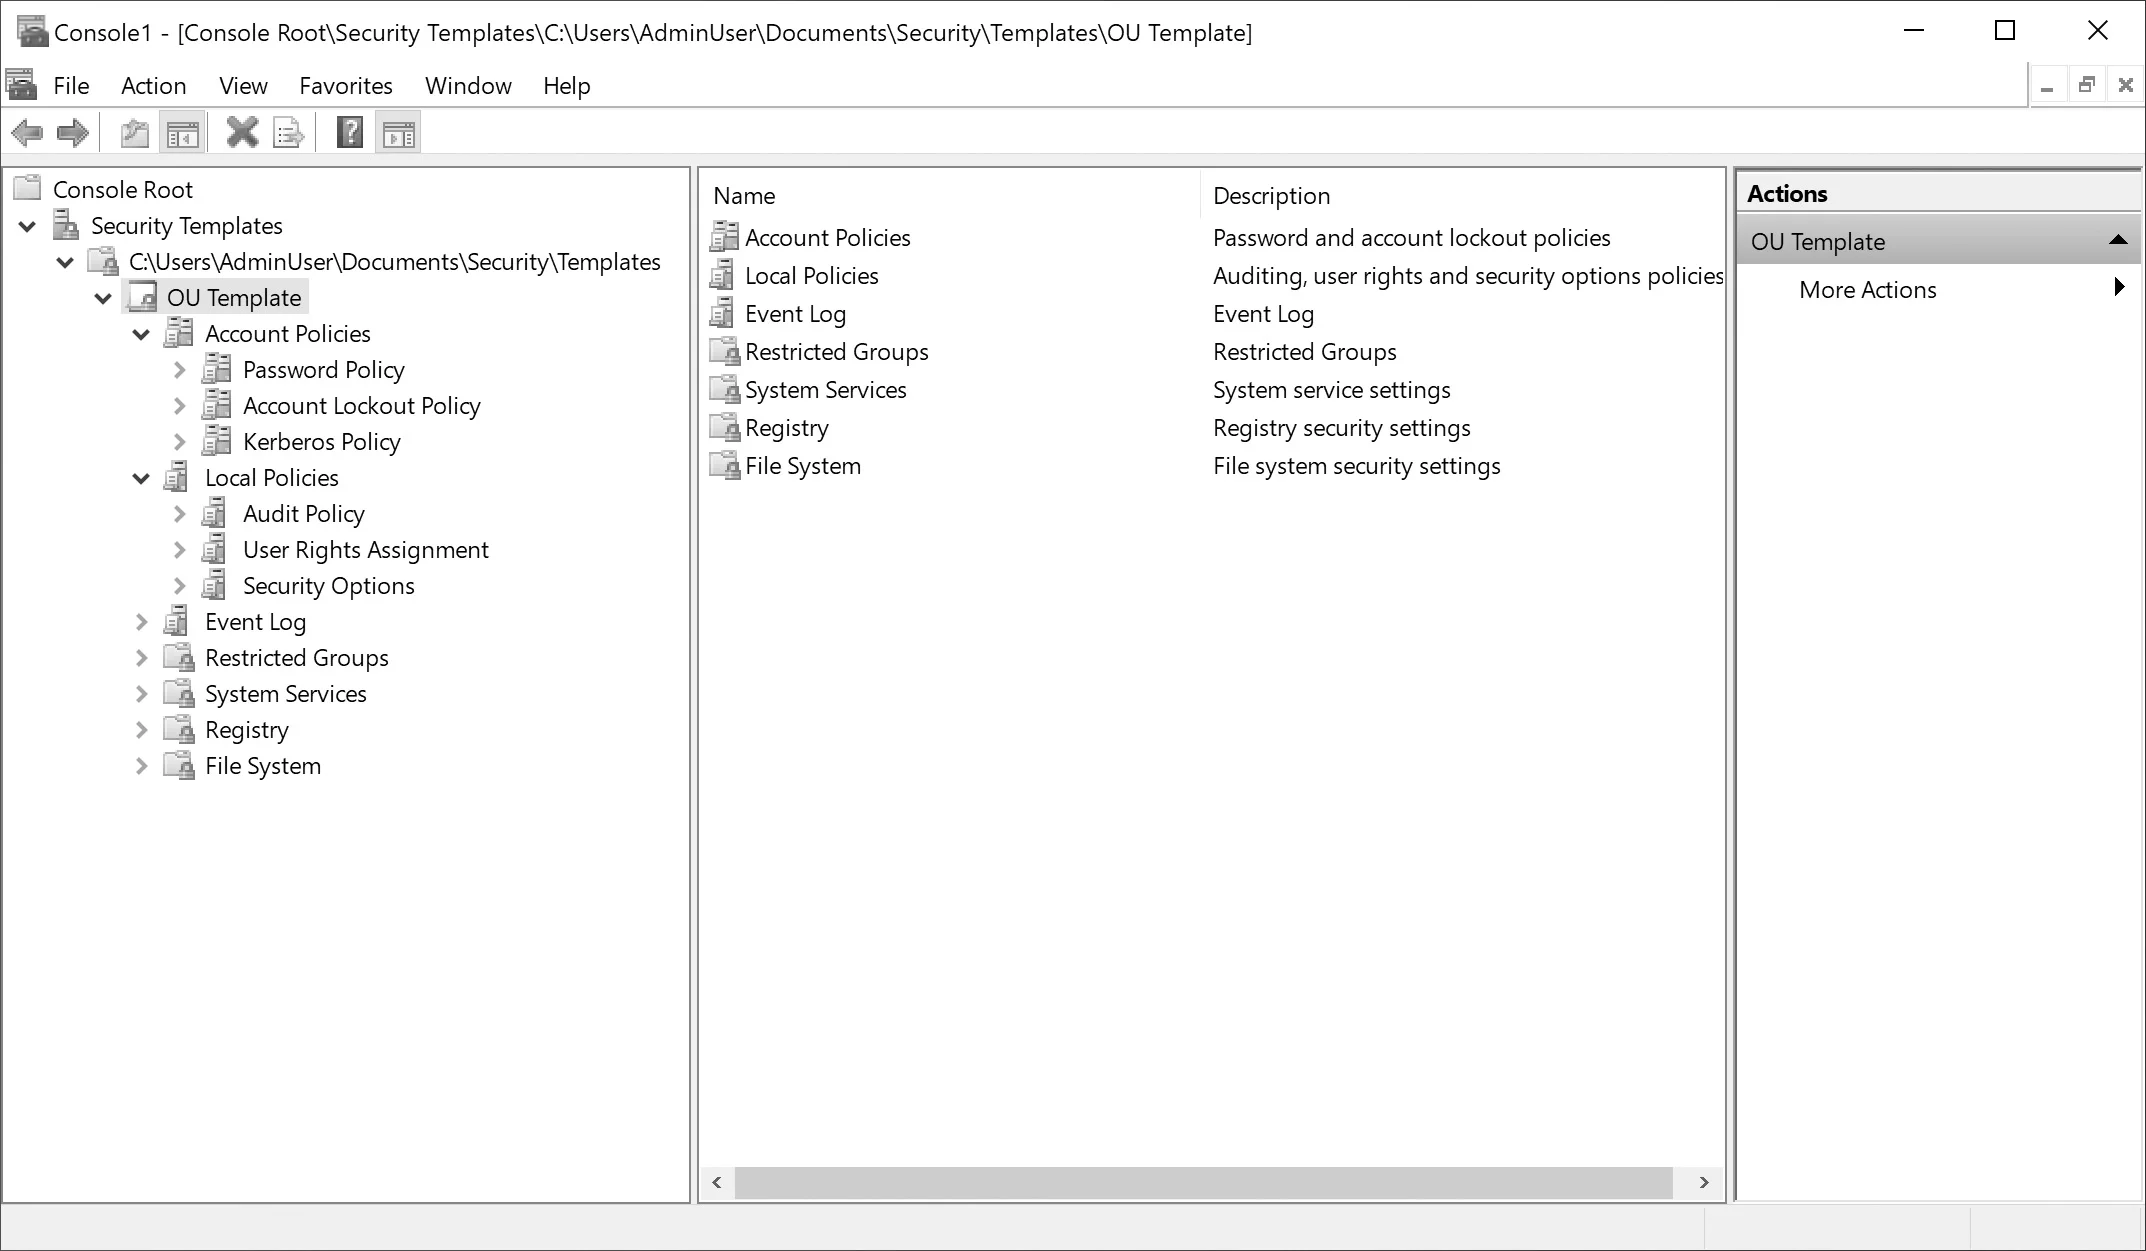 Console1 - [Console Root\Security Templates\C:\Users\AdminUser\Documents\Security\Templates\OU Template]
File Action View Favorites Window Help
Console Root
Security Templates
C:\Users\AdminUser\Documents\Security\Templates
OU Template
Account Policies
Password Policy
Account Lockout Policy
Kerberos Policy
Local Policies
Audit Policy
User Rights Assignment
Security Options
Event Log
Restricted Groups
System Services
Registry
File System
Name Description
Account Policies Password and account lockout policies
Local Policies Auditing, user rights and security options policies
Event Log Event Log
Restricted Groups Restricted Groups
System Services System service settings
Registry Registry security settings
File System File system security settings
Actions
OU Template
More Actions